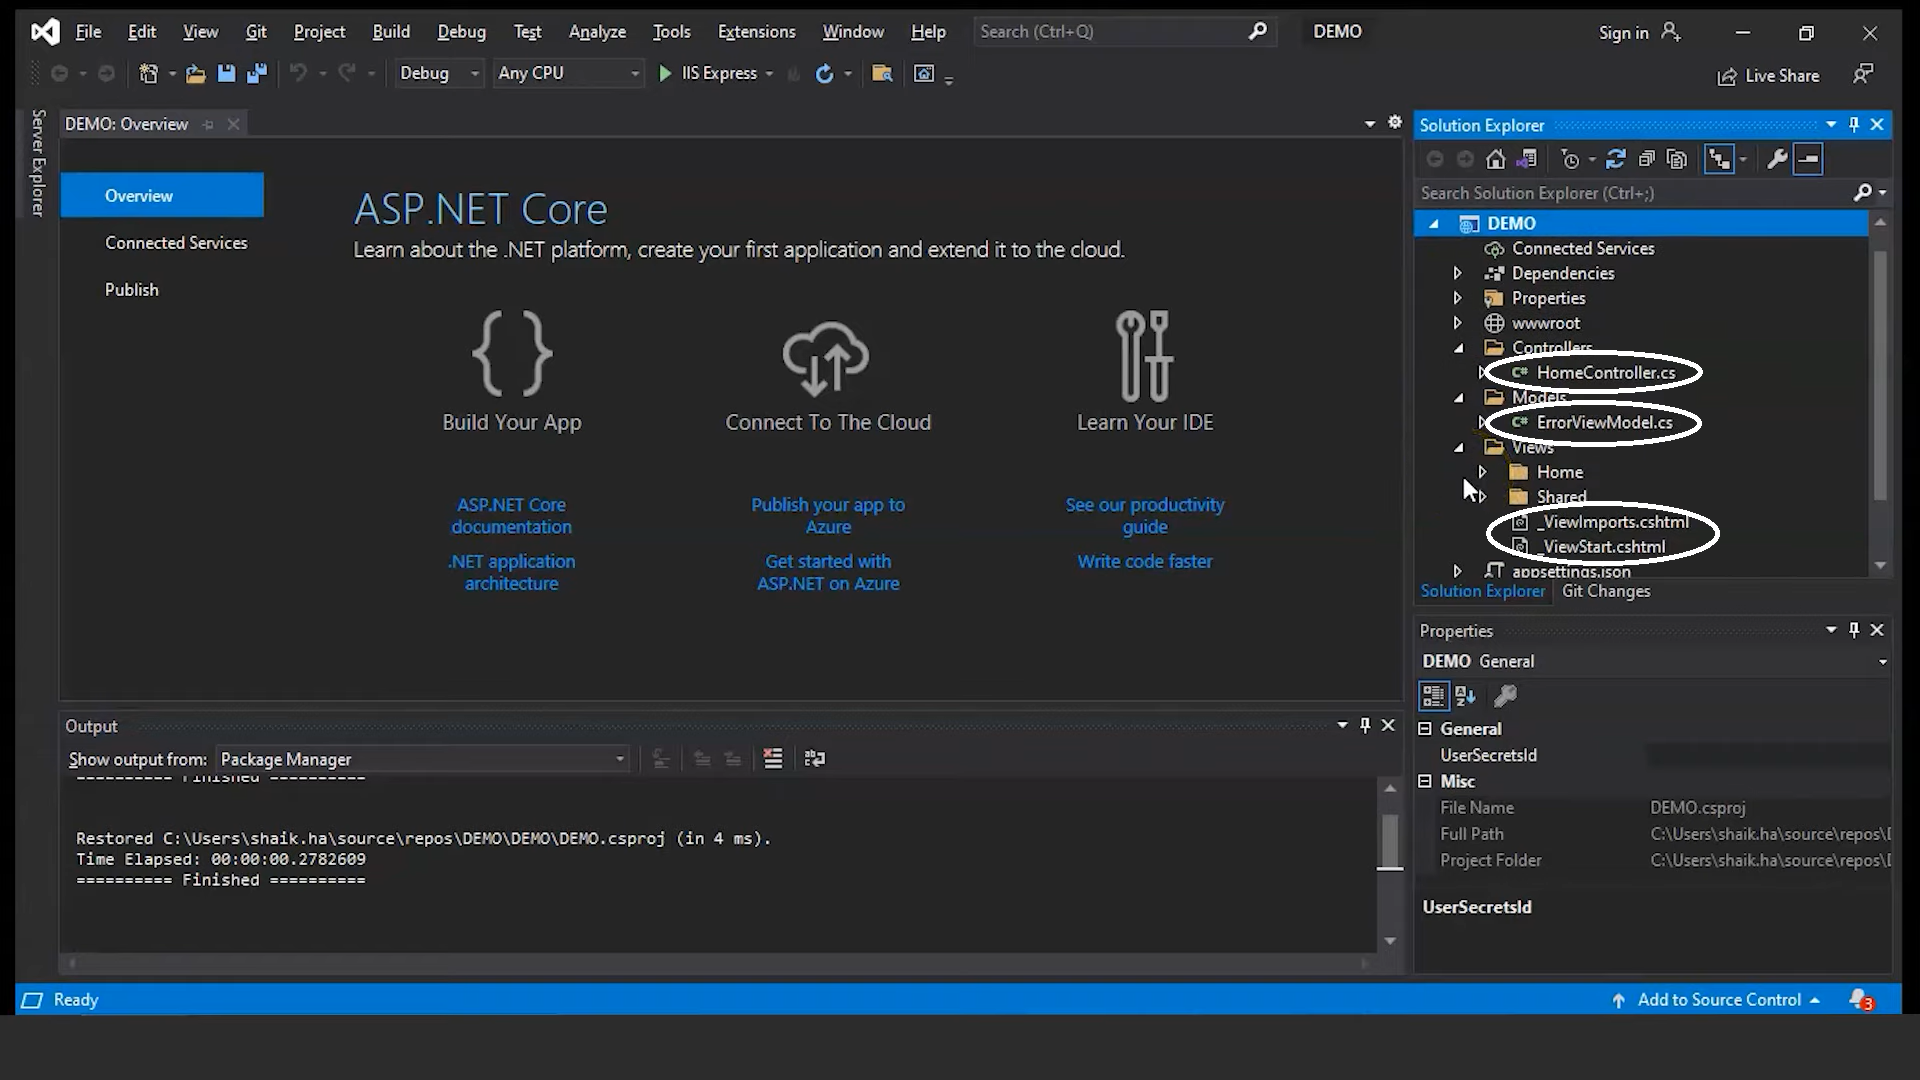 File Edit View Git Project Build Debug Test Analyze Tools Extensions Window Help Search (Ctrl+Q) DEMO Sign in
Debug Any CPU IIS Express Live Share
Server Explorer
DEMO: Overview
Overview
Connected Services
Publish
ASP.NET Core
Learn about the .NET platform, create your first application and extend it to the cloud.
Build Your App
Connect To The Cloud
Learn Your IDE
ASP.NET Core
documentation
.NET application
architecture
Publish your app to
Azure
Get started with
ASP.NET on Azure
See our productivity
guide
Write code faster
Output
Show output from: Package Manager
========== Finished ==========
Restored C:\Users\shaik.ha\source\repos\DEMO\DEMO\DEMO.csproj (in 4 ms).
Time Elapsed: 00:00:00.2782609
========== Finished ==========
Solution Explorer
Search Solution Explorer (Ctrl+;)
DEMO
Connected Services
Dependencies
Properties
wwwroot
Controllers
C# HomeController.cs
Models
C# ErrorViewModel.cs
Views
Home
Shared
_ViewImports.cshtml
_ViewStart.cshtml
appsettings.json
Solution Explorer Git Changes
Properties
DEMO General
General
UserSecretsId
Misc
File Name DEMO.csproj
Full Path C:\Users\shaik.ha\source\repos\D
Project Folder C:\Users\shaik.ha\source\repos\D
UserSecretsId
Ready
Add to Source Control 3